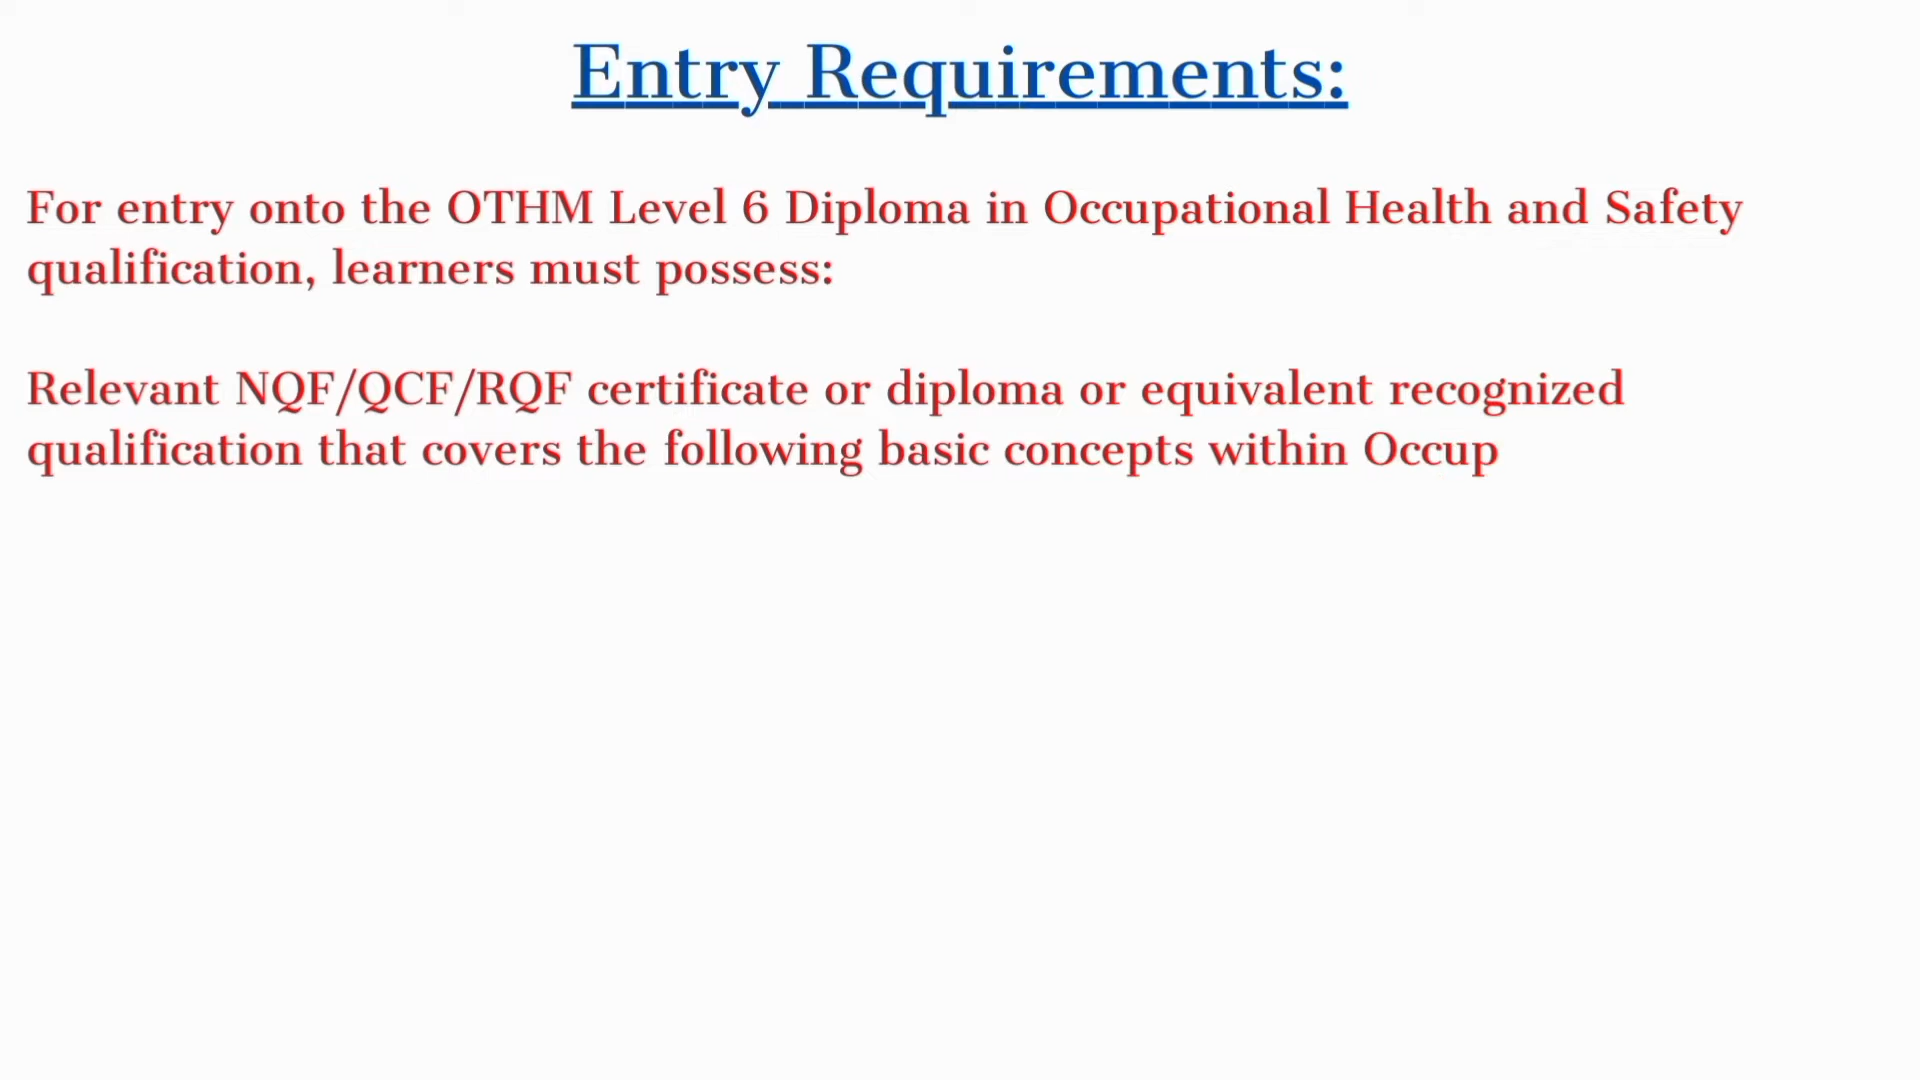 Entry Requirements:
For entry onto the OTHM Level 6 Diploma in Occupational Health and Safety
qualification, learners must possess:
Relevant NQF/QCF/RQF certificate or diploma or equivalent recognized
qualification that covers the following basic concepts within Occup